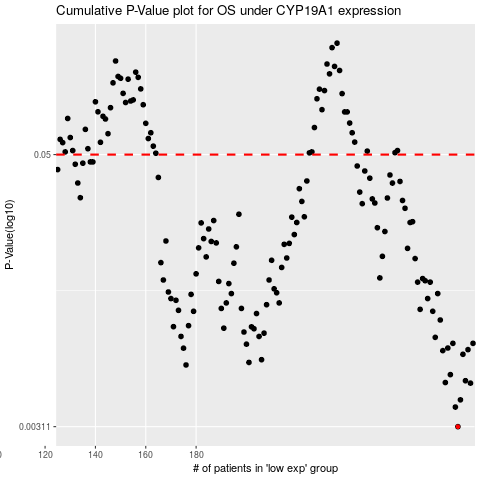 Cumulative P-Value plot for OS under CYP19A1 expression
P-Value(log10)
0.05
0.00311
0
120
140
160
180
# of patients in 'low exp' group